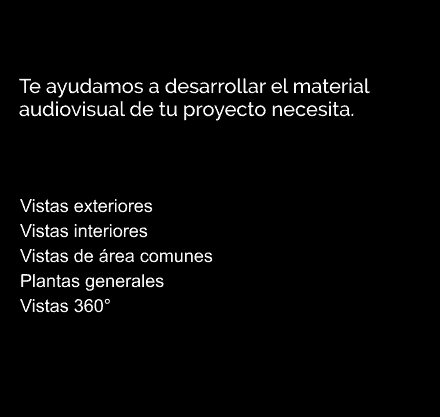 Te ayudamos a desarrollar el material
audiovisual de tu proyecto necesita.
Vistas exteriores
Vistas interiores
Vistas de área comunes
Plantas generales
Vistas 360°